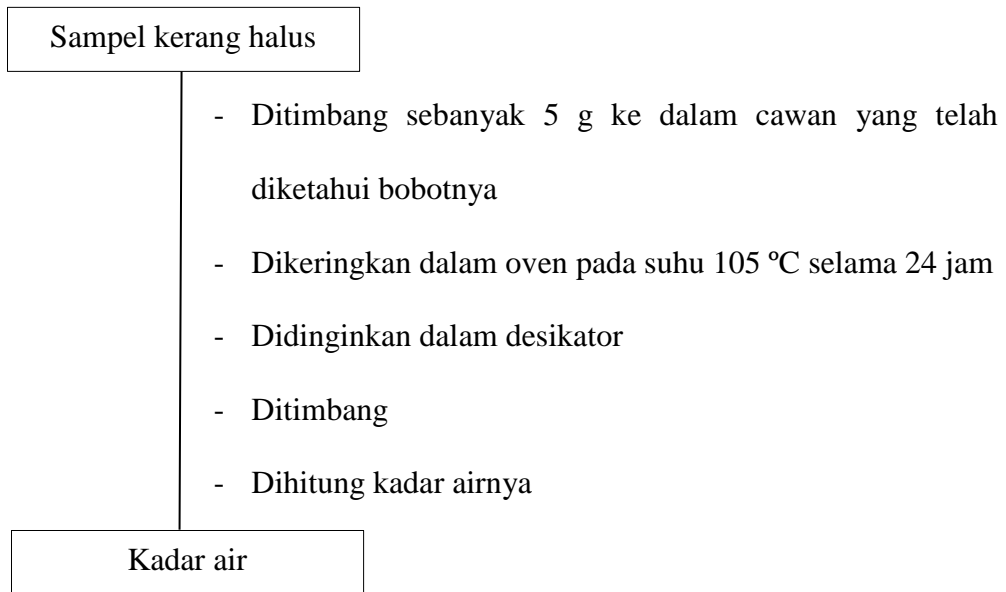 Sampel kerang halus
- Ditimbang sebanyak 5 g ke dalam cawan yang telah
diketahui bobotnya
- Dikeringkan dalam oven pada suhu 105 ºC selama 24 jam
- Didinginkan dalam desikator
- Ditimbang
- Dihitung kadar airnya
Kadar air